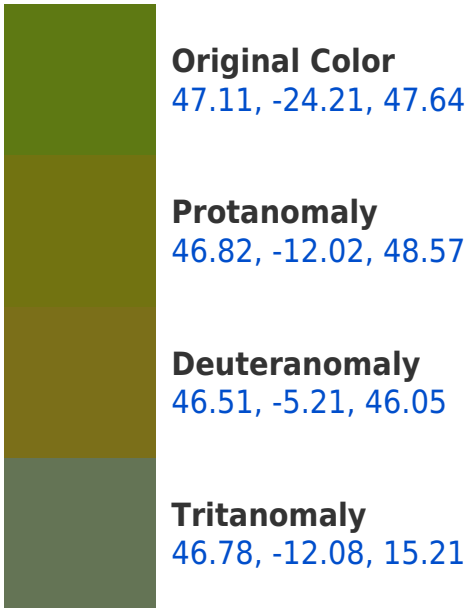 Original Color
47.11, -24.21, 47.64
Protanomaly
46.82, -12.02, 48.57
Deuteranomaly
46.51, -5.21, 46.05
Tritanomaly
46.78, -12.08, 15.21